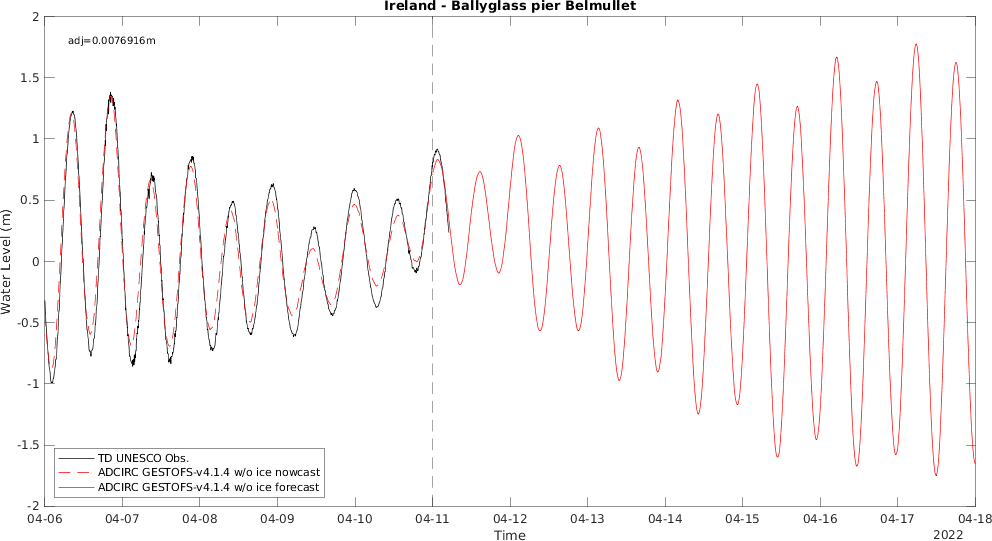 Ireland - Ballyglass pier Belmullet
adj=0.0076916m
2
1.5
1
0.5
0
-0.5
-1
-1.5
-2
Water Level (m)
TD UNESCO Obs.
ADCIRC GESTOFS-v4.1.4 w/o ice nowcast
ADCIRC GESTOFS-v4.1.4 w/o ice forecast
04-06 04-07 04-08 04-09 04-10 04-11 04-12 04-13 04-14 04-15 04-16 04-17 04-18
Time
2022